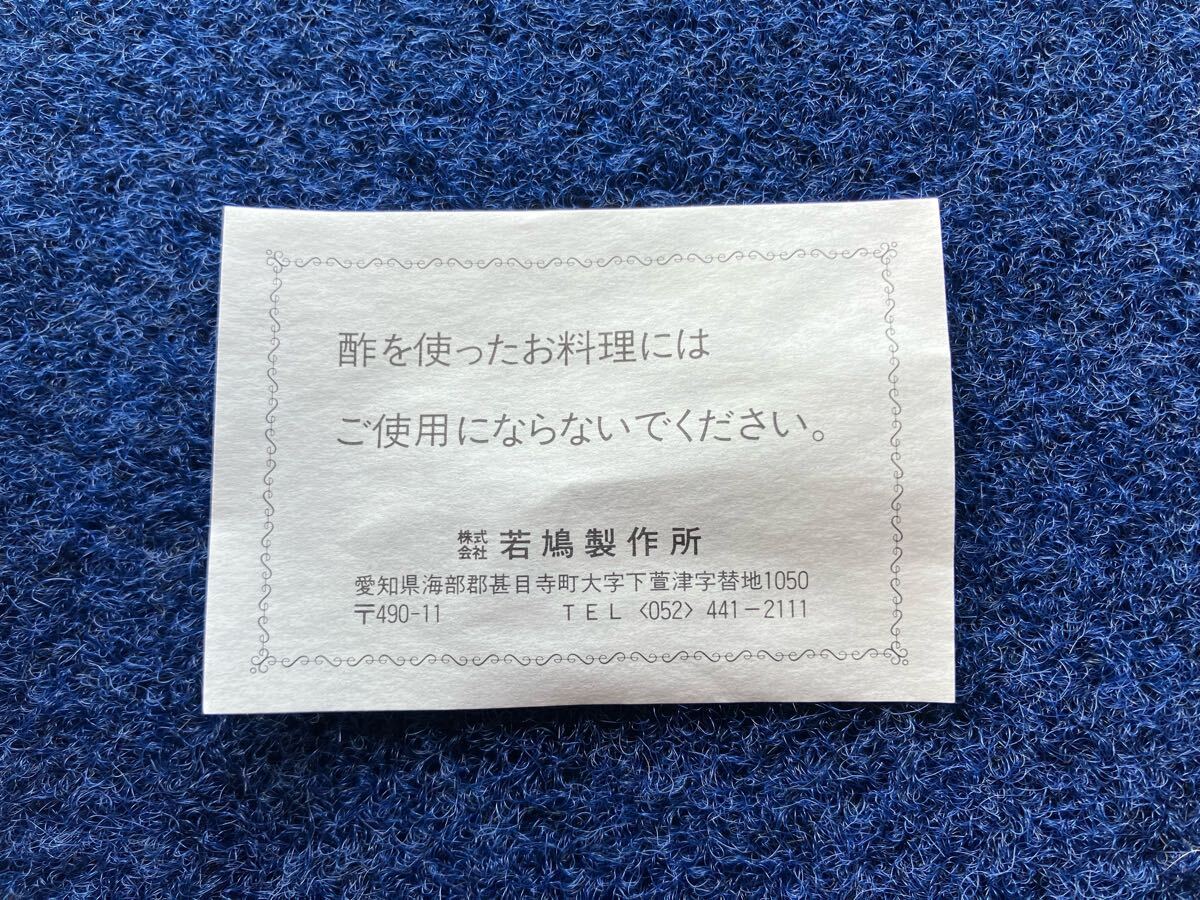 酢を使ったお料理には
ご使用にならないでください。
株式会社 若鳩製作所
愛知県海部郡甚目寺町大字下萱津字替地1050
〒490-11 TEL〈052〉441-2111